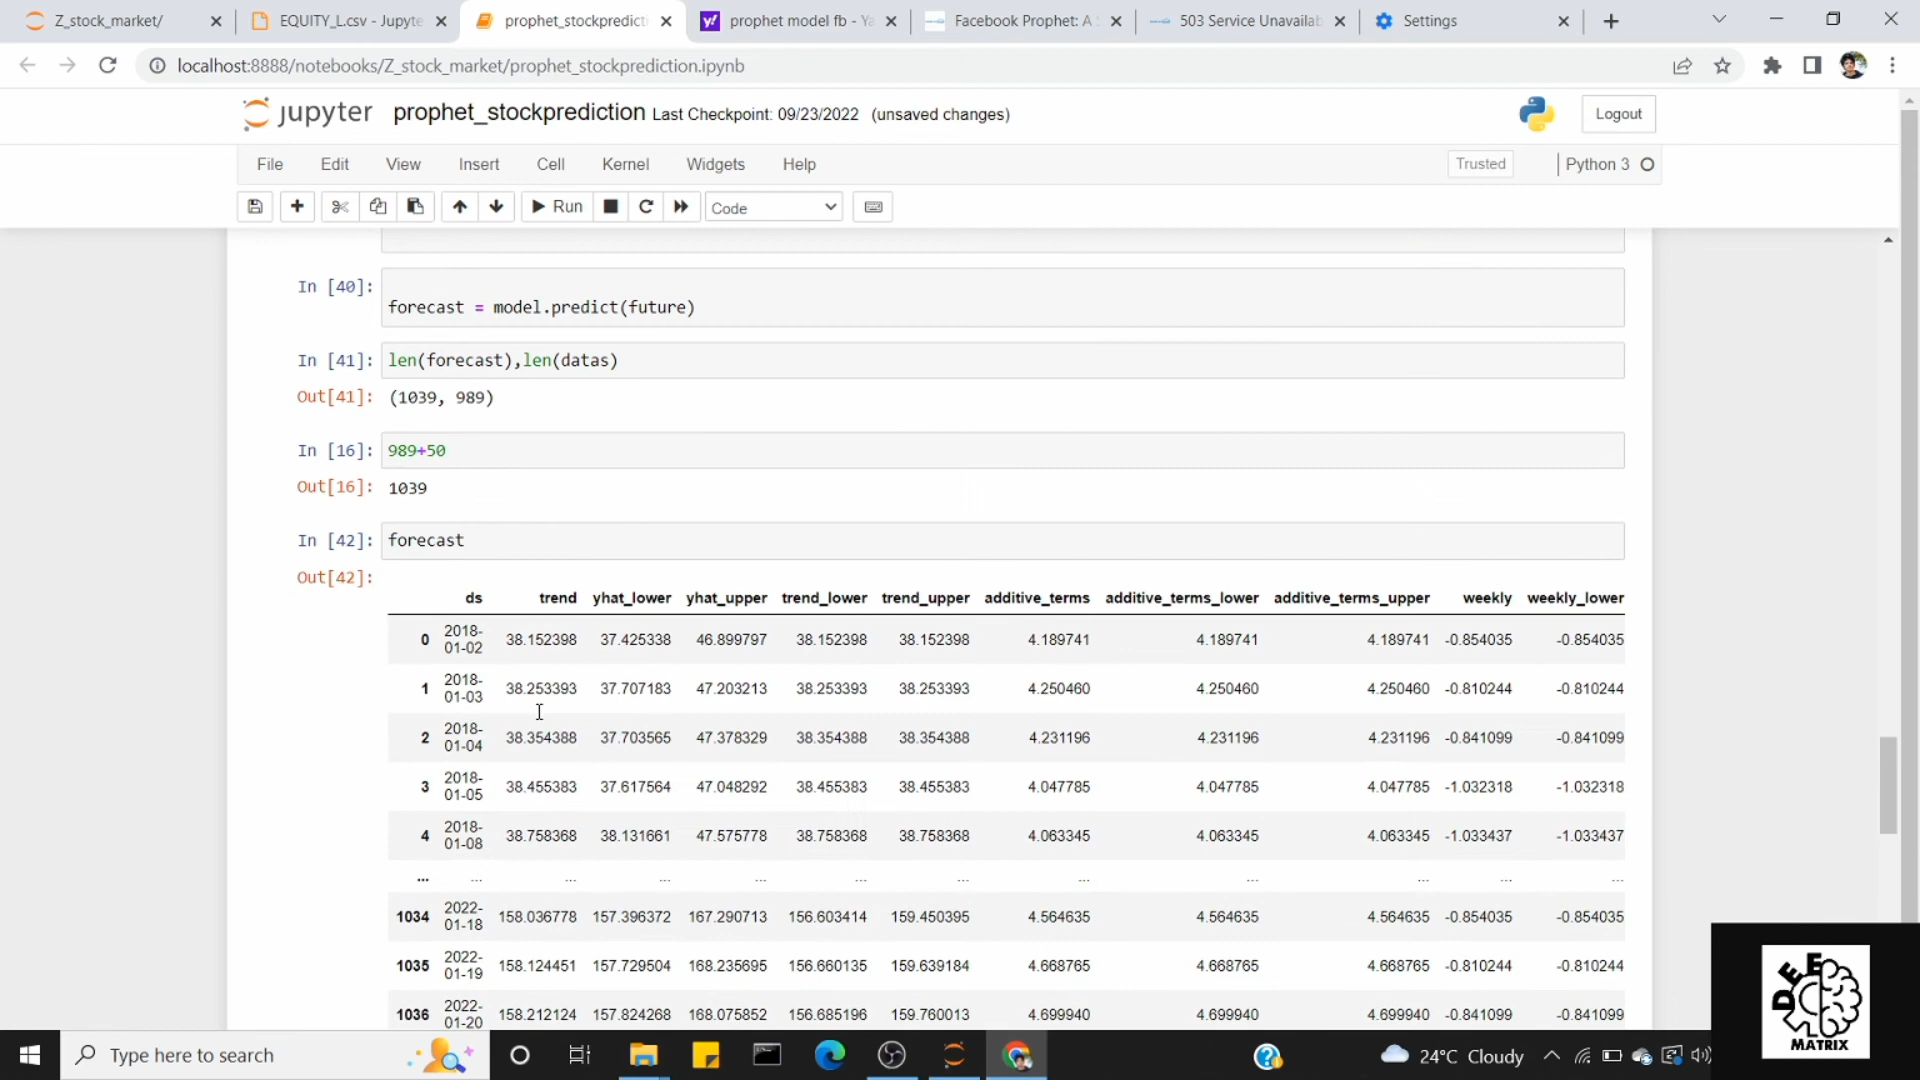 Z_stock_market/
EQUITY_L.csv - Jupyte
prophet_stockpredicti
prophet model fb - Ya
Facebook Prophet: A
503 Service Unavailab
Settings
localhost:8888/notebooks/Z_stock_market/prophet_stockprediction.ipynb
jupyter prophet_stockprediction Last Checkpoint: 09/23/2022 (unsaved changes)
Logout
File Edit View Insert Cell Kernel Widgets Help
Trusted
Python 3
Run
Code
In [40]:
forecast = model.predict(future)
In [41]: len(forecast),len(datas)
Out[41]: (1039, 989)
In [16]: 989+50
Out[16]: 1039
In [42]: forecast
Out[42]:
ds trend yhat_lower yhat_upper trend_lower trend_upper additive_terms additive_terms_lower additive_terms_upper weekly weekly_lower
0 2018-01-02 38.152398 37.425338 46.899797 38.152398 38.152398 4.189741 4.189741 4.189741 -0.854035 -0.854035
1 2018-01-03 38.253393 37.707183 47.203213 38.253393 38.253393 4.250460 4.250460 4.250460 -0.810244 -0.810244
2 2018-01-04 38.354388 37.703565 47.378329 38.354388 38.354388 4.231196 4.231196 4.231196 -0.841099 -0.841099
3 2018-01-05 38.455383 37.617564 47.048292 38.455383 38.455383 4.047785 4.047785 4.047785 -1.032318 -1.032318
4 2018-01-08 38.758368 38.131661 47.575778 38.758368 38.758368 4.063345 4.063345 4.063345 -1.033437 -1.033437
... ... ... ... ... ... ... ... ... ... ... ...
1034 2022-01-18 158.036778 157.396372 167.290713 156.603414 159.450395 4.564635 4.564635 4.564635 -0.854035 -0.854035
1035 2022-01-19 158.124451 157.729504 168.235695 156.660135 159.639184 4.668765 4.668765 4.668765 -0.810244 -0.810244
1036 2022-01-20 158.212124 157.824268 168.075852 156.685196 159.760013 4.699940 4.699940 4.699940 -0.841099 -0.841099
DEE
MATRIX
Type here to search
24°C Cloudy